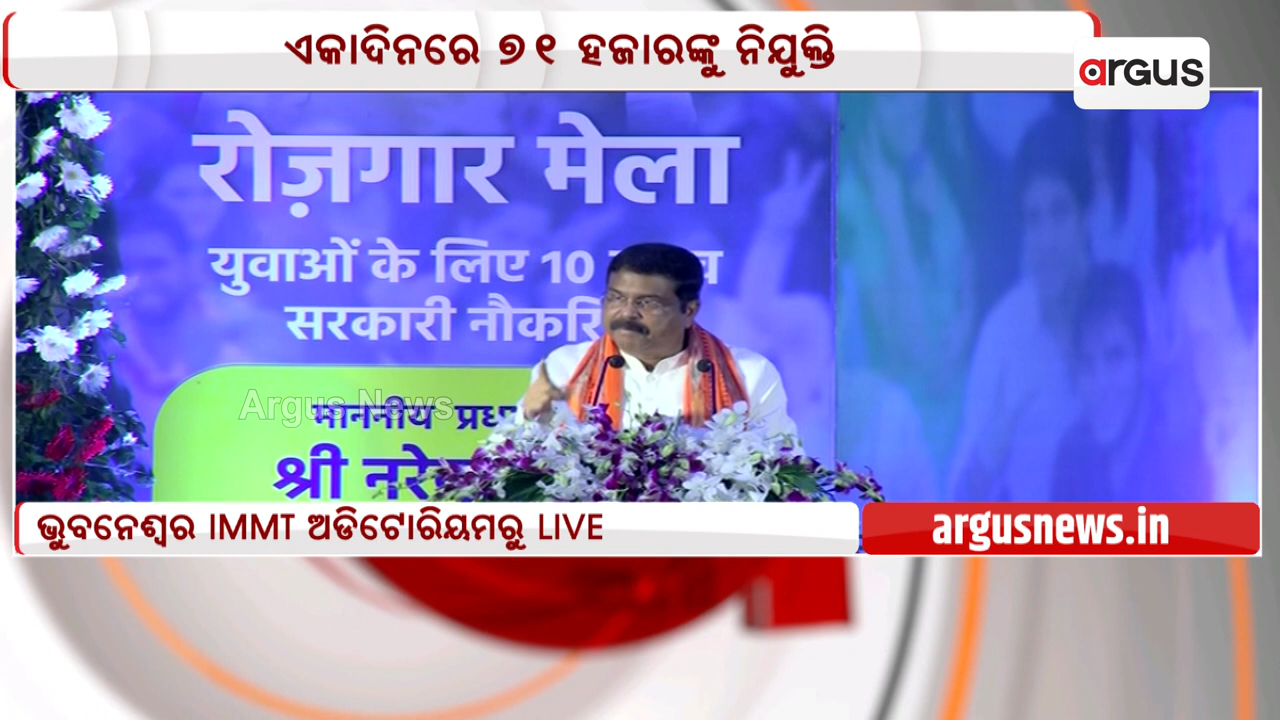 ଏକାଦିନରେ ୭୧ ହଜାରଙ୍କୁ ନିଯୁକ୍ତି
argus
रोज़गार मेला
युवाओं के लिए 10
सरकारी नौकरि
Argus News
माननीय प्रध
श्री नरे
ଭୁବନେଶ୍ୱର IMMT ଅଡିଟୋରିୟମରୁ LIVE
argusnews.in